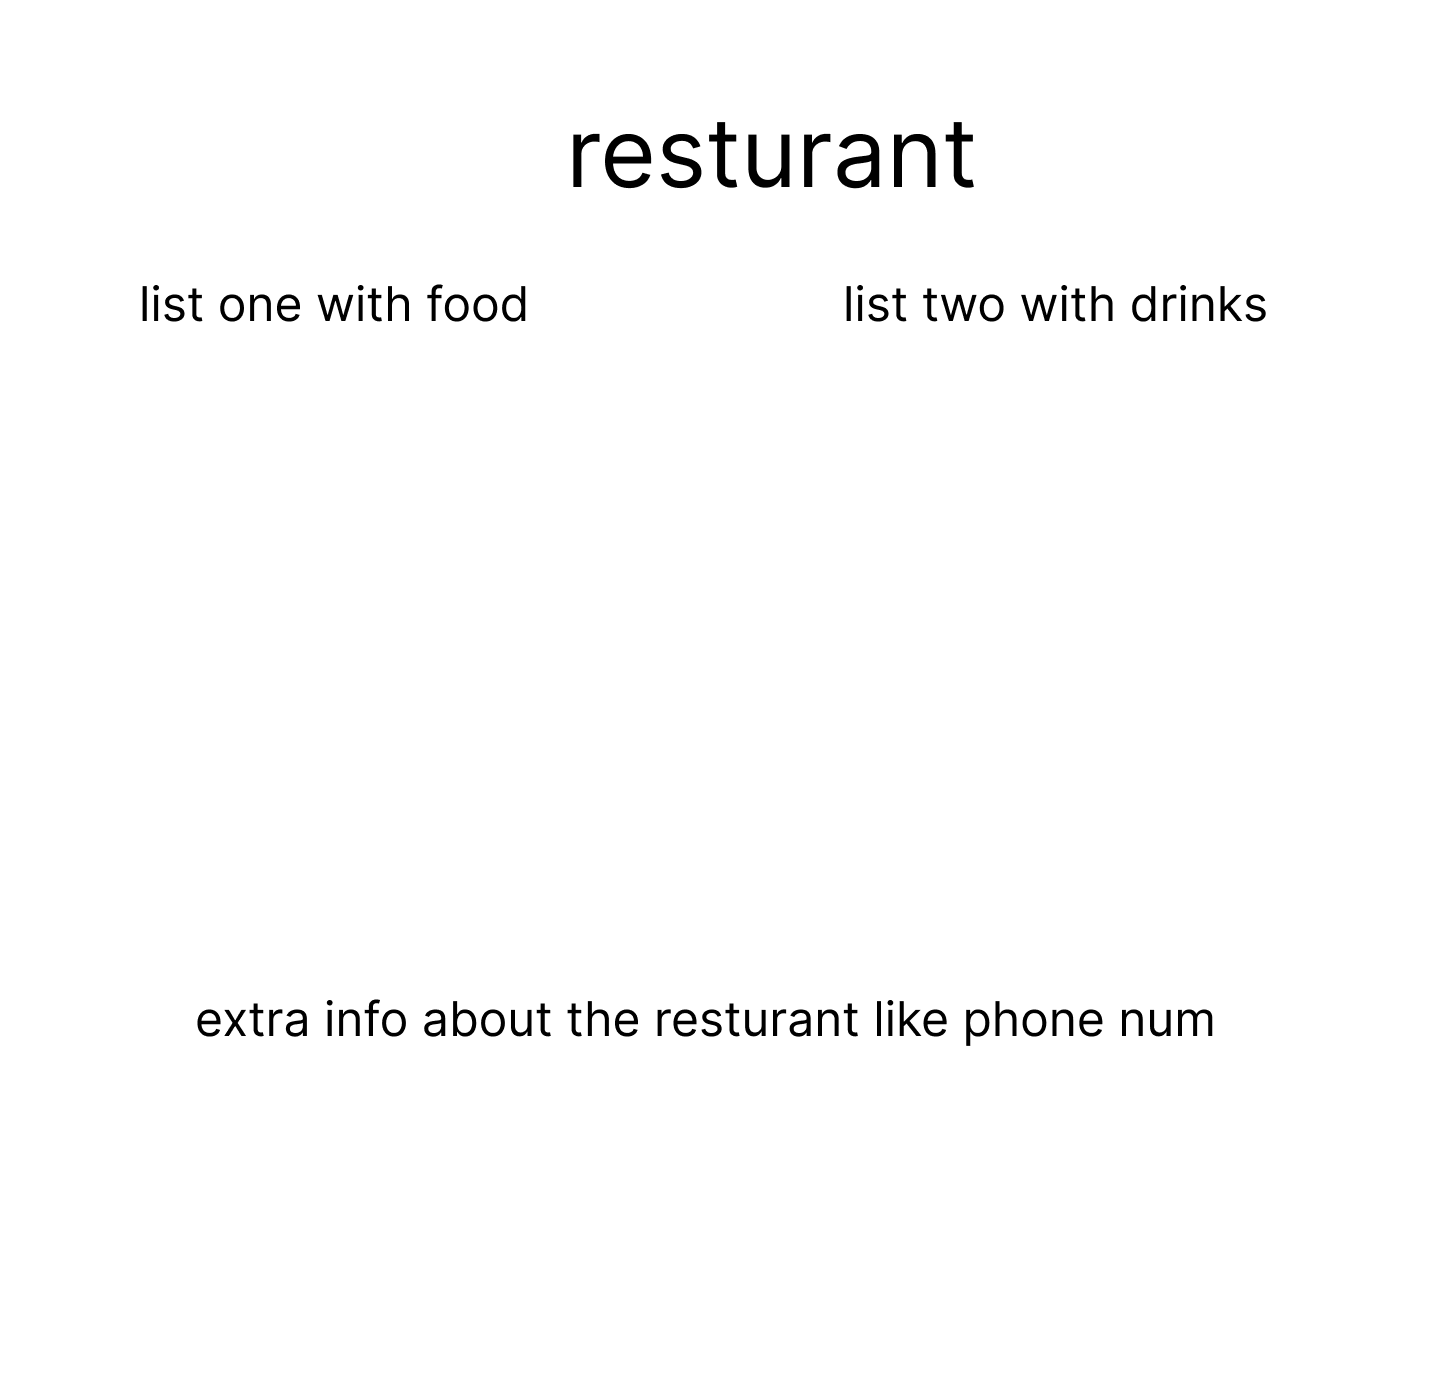 resturant
list one with food
list two with drinks
extra info about the resturant like phone num